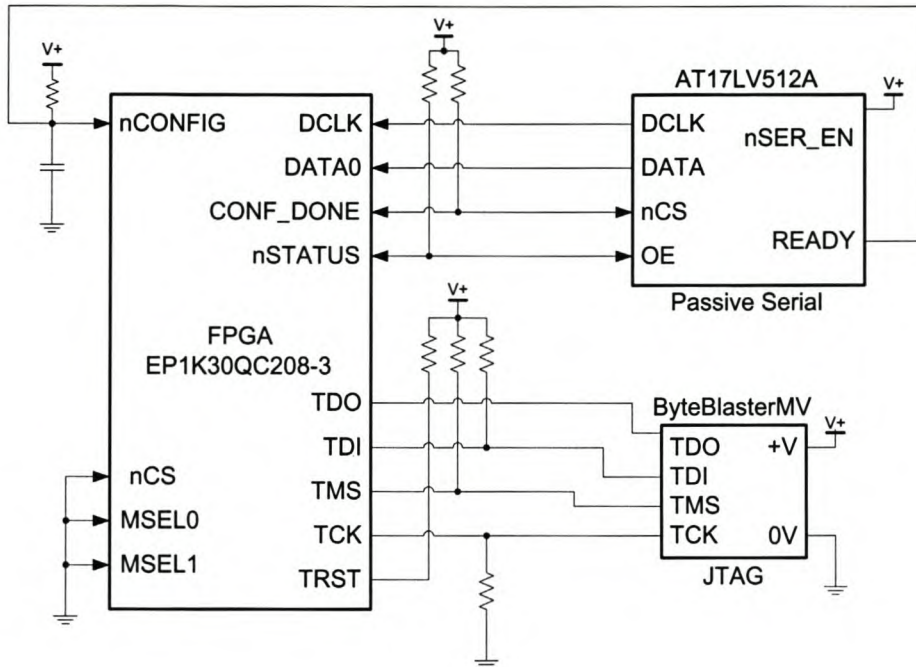 V+
V+
AT17LV512A
V+
nCONFIG
DCLK
DCLK
nSER_EN
DATA0
DATA
CONF_DONE
nCS
nSTATUS
OE
READY
V+
Passive Serial
FPGA
EP1K30QC208-3
TDO
ByteBlasterMV
V+
TDO
+V
TDI
TDI
nCS
TMS
TMS
MSEL0
TCK
TCK
0V
MSEL1
TRST
JTAG